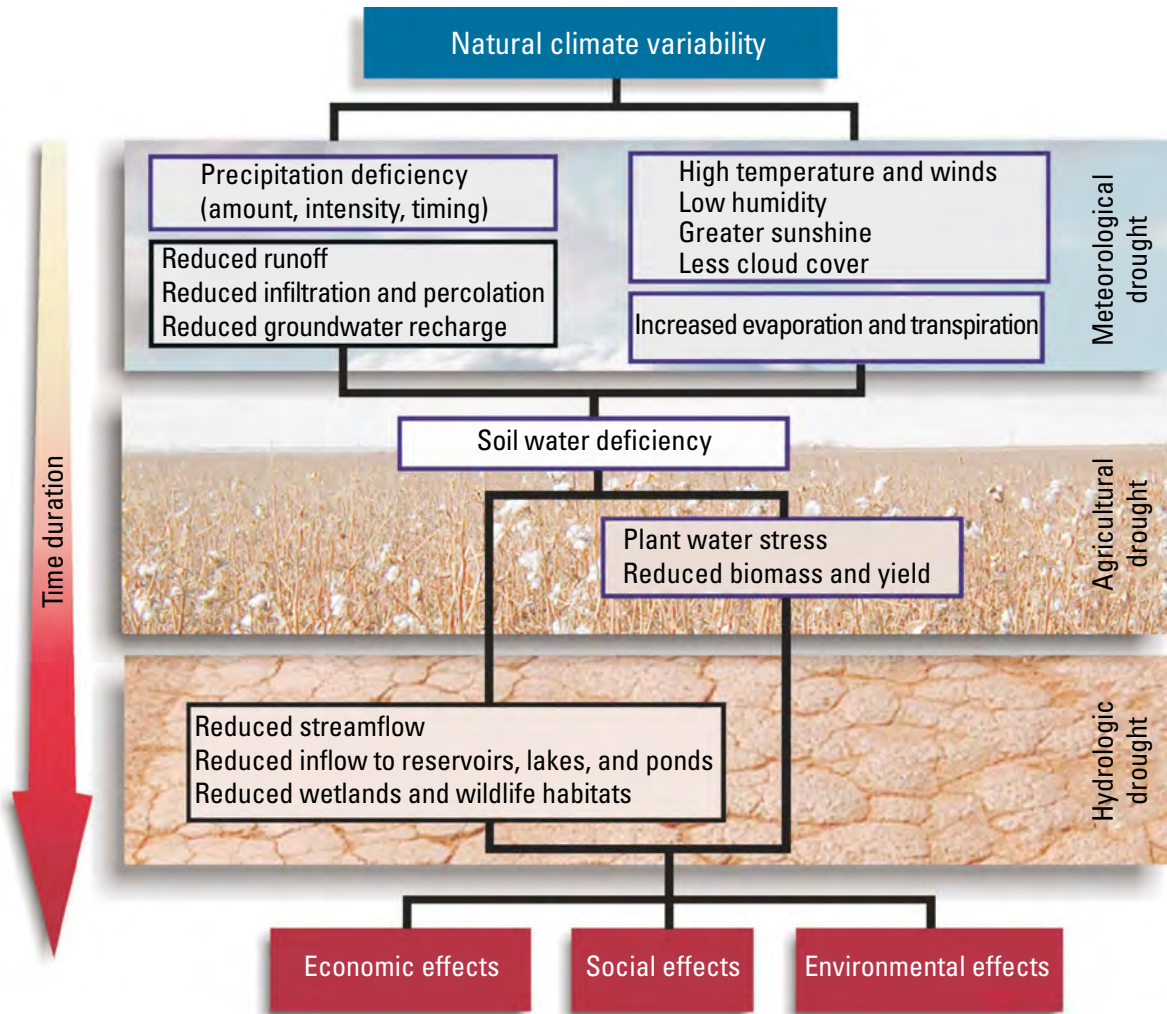 Natural climate variability
Precipitation deficiency
(amount, intensity, timing)
Reduced runoff
Reduced infiltration and percolation
Reduced groundwater recharge
High temperature and winds
Low humidity
Greater sunshine
Less cloud cover
Increased evaporation and transpiration
Meteorological
drought
Time duration
Soil water deficiency
Plant water stress
Reduced biomass and yield
Agricultural
drought
Reduced streamflow
Reduced inflow to reservoirs, lakes, and ponds
Reduced wetlands and wildlife habitats
Hydrologic
drought
Economic effects
Social effects
Environmental effects